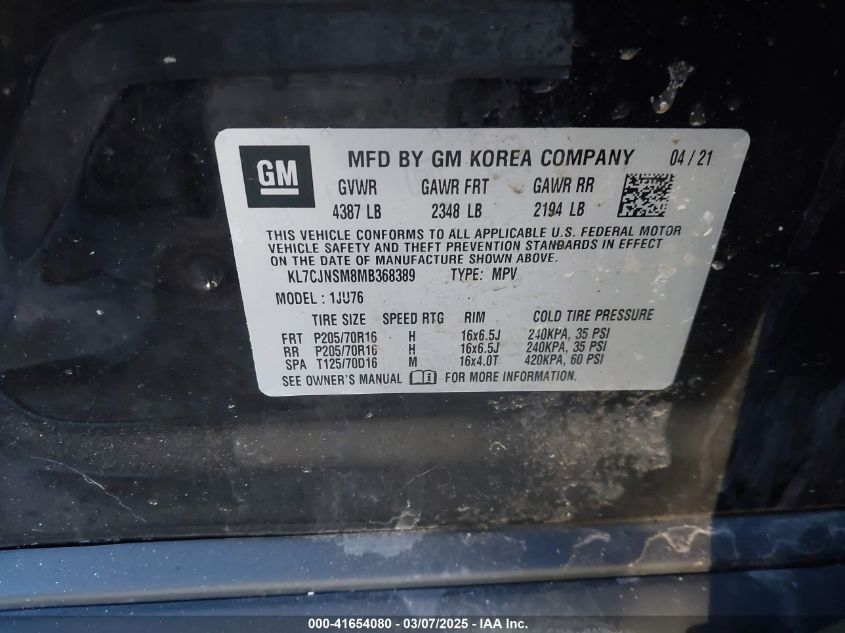 GM
MFD BY GM KOREA COMPANY 04/21
GVWR GAWR FRT GAWR RR
4387 LB 2348 LB 2194 LB
THIS VEHICLE CONFORMS TO ALL APPLICABLE U.S. FEDERAL MOTOR
VEHICLE SAFETY AND THEFT PREVENTION STANDARDS IN EFFECT
ON THE DATE OF MANUFACTURE SHOWN ABOVE.
KL7CJNSM8MB368389 TYPE: MPV
MODEL : 1JU76
TIRE SIZE SPEED RTG RIM COLD TIRE PRESSURE
FRT P205/70R16 H 16x6.5J 240KPA, 35 PSI
RR P205/70R16 H 16x6.5J 240KPA, 35 PSI
SPA T125/70D16 M 16x4.0T 420KPA, 60 PSI
SEE OWNER'S MANUAL FOR MORE INFORMATION.
000-41654080 - 03/07/2025 - IAA Inc.